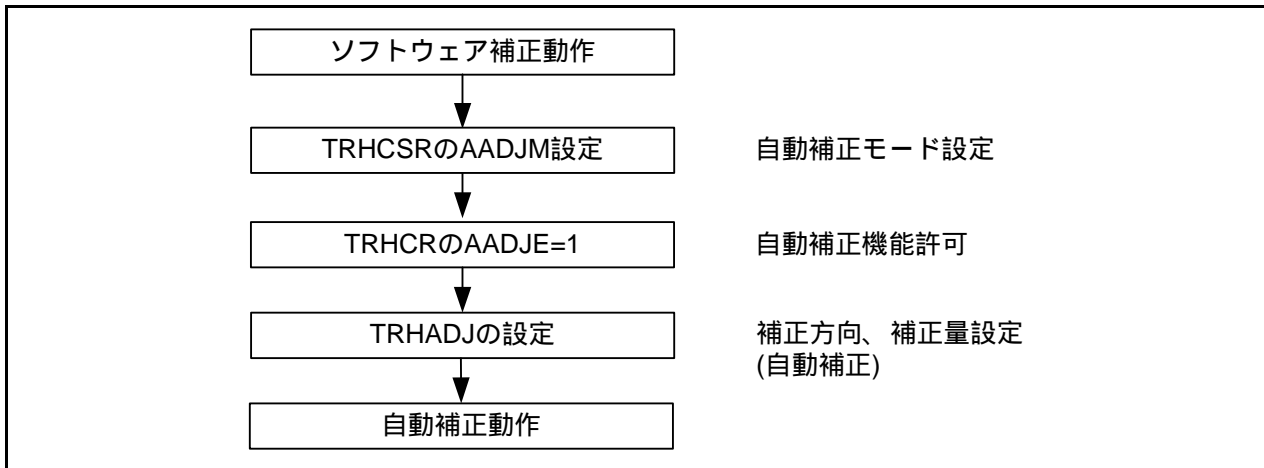 ソフトウェア補正動作
TRHCSRのAADJM設定
自動補正モード設定
TRHCRのAADJE=1
自動補正機能許可
TRHADJの設定
補正方向、補正量設定
(自動補正)
自動補正動作